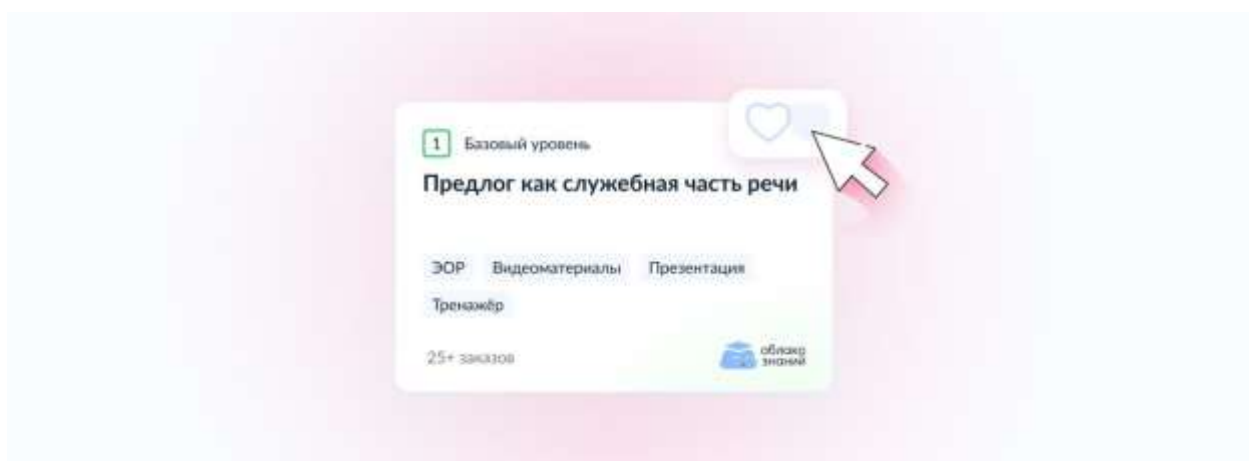 1 Базовый уровень
Предлог как служебная часть речи
ЭОР Видеоматериалы Презентация
Тренажёр
25+ заказов
облако
знаний